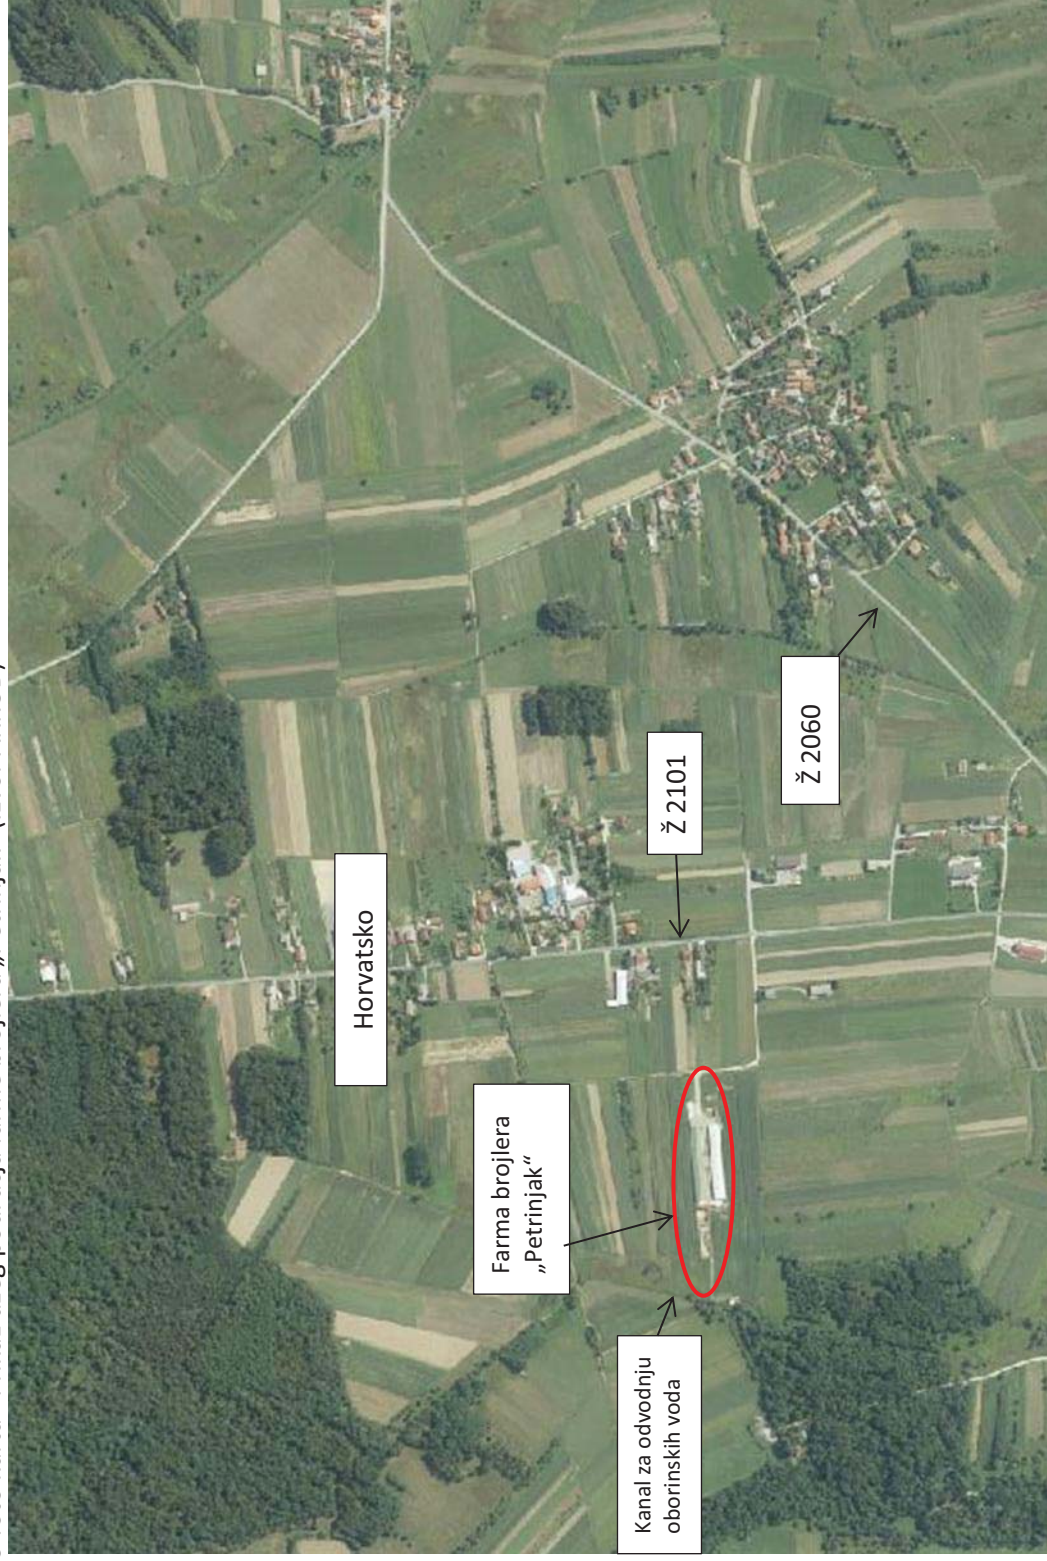 Horvatsko
Farma brojlera
„Petrinjak“
Kanal za odvodnju
oborinskih voda
Ž 2101
Ž 2060